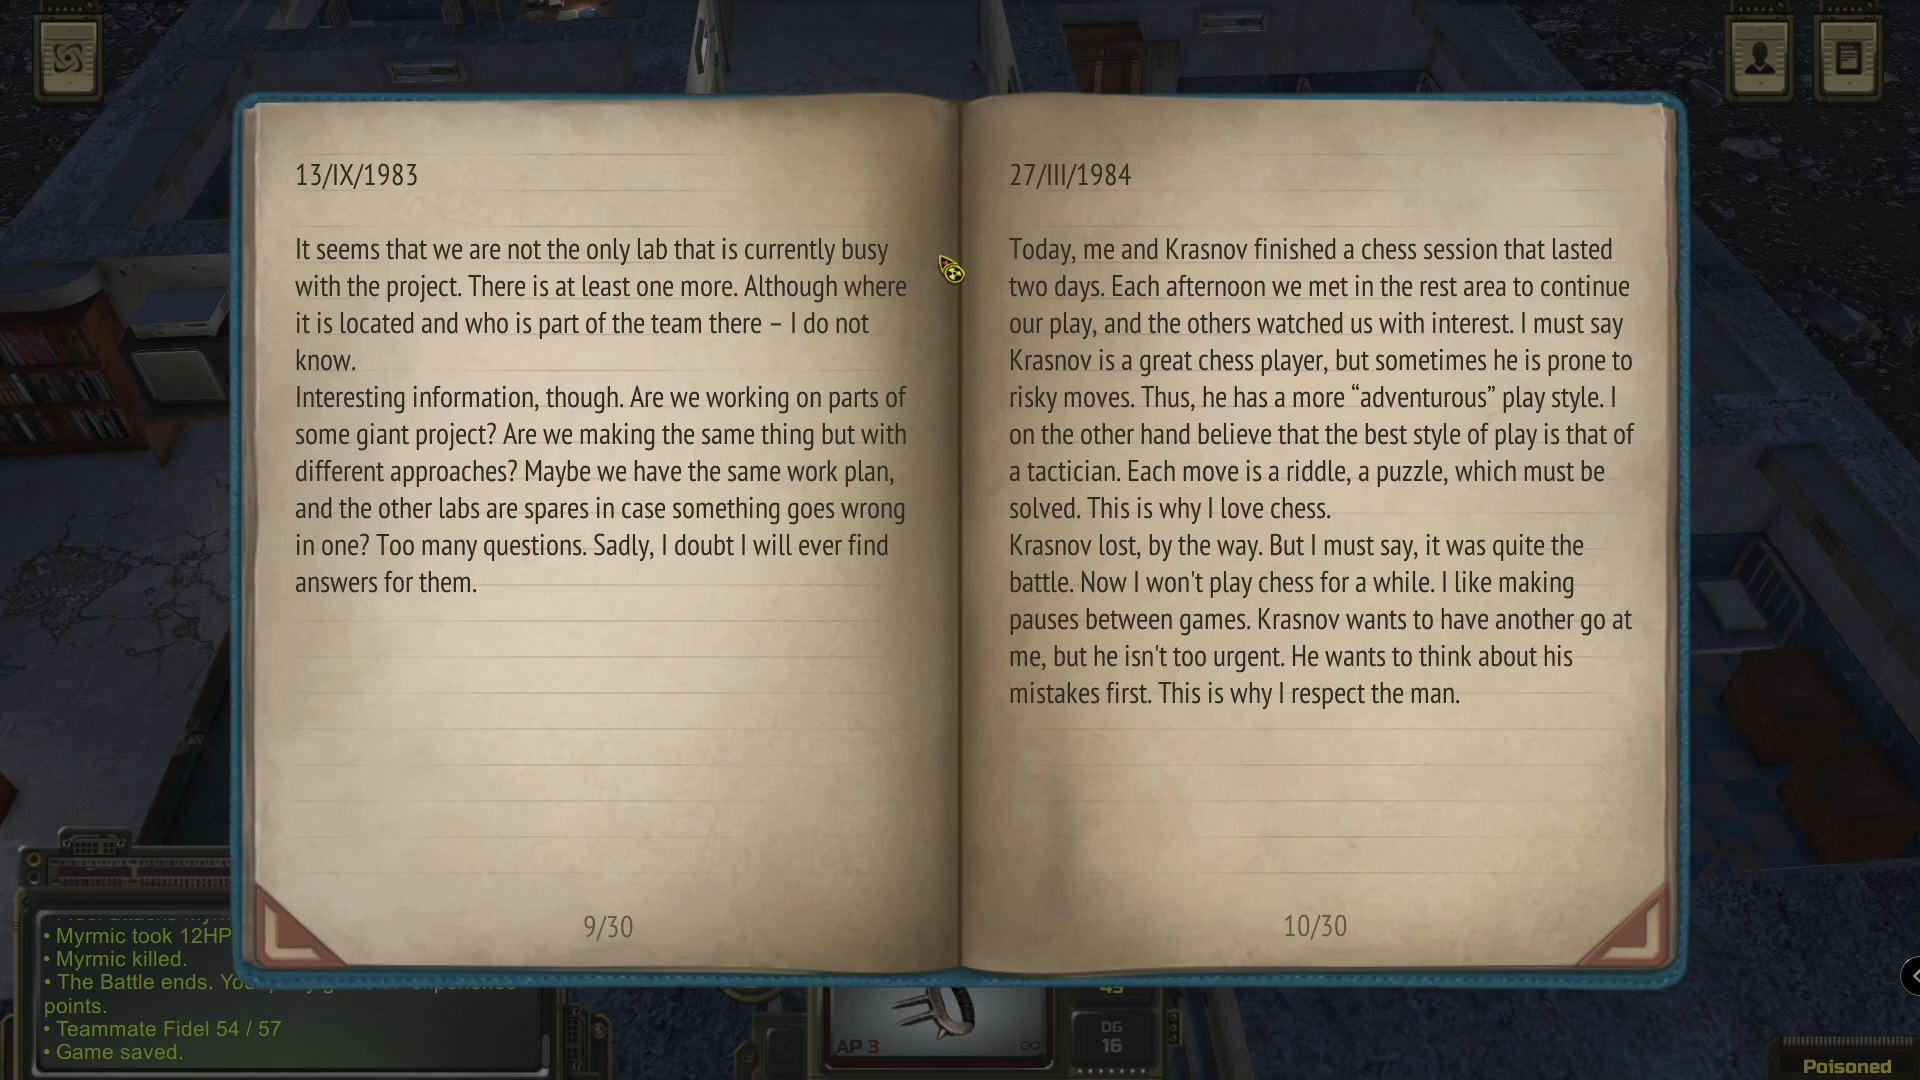 13/IX/1983
It seems that we are not the only lab that is currently busy
with the project. There is at least one more. Although where
it is located and who is part of the team there – I do not
know.
Interesting information, though. Are we working on parts of
some giant project? Are we making the same thing but with
different approaches? Maybe we have the same work plan,
and the other labs are spares in case something goes wrong
in one? Too many questions. Sadly, I doubt I will ever find
answers for them.
9/30
27/III/1984
Today, me and Krasnov finished a chess session that lasted
two days. Each afternoon we met in the rest area to continue
our play, and the others watched us with interest. I must say
Krasnov is a great chess player, but sometimes he is prone to
risky moves. Thus, he has a more “adventurous” play style. I
on the other hand believe that the best style of play is that of
a tactician. Each move is a riddle, a puzzle, which must be
solved. This is why I love chess.
Krasnov lost, by the way. But I must say, it was quite the
battle. Now I won't play chess for a while. I like making
pauses between games. Krasnov wants to have another go at
me, but he isn't too urgent. He wants to think about his
mistakes first. This is why I respect the man.
10/30
• Myrmic took 12HP
• Myrmic killed.
• The Battle ends.
points.
• Teammate Fidel 54 / 57
• Game saved.
AP 3
∞
DG
16
Poisoned